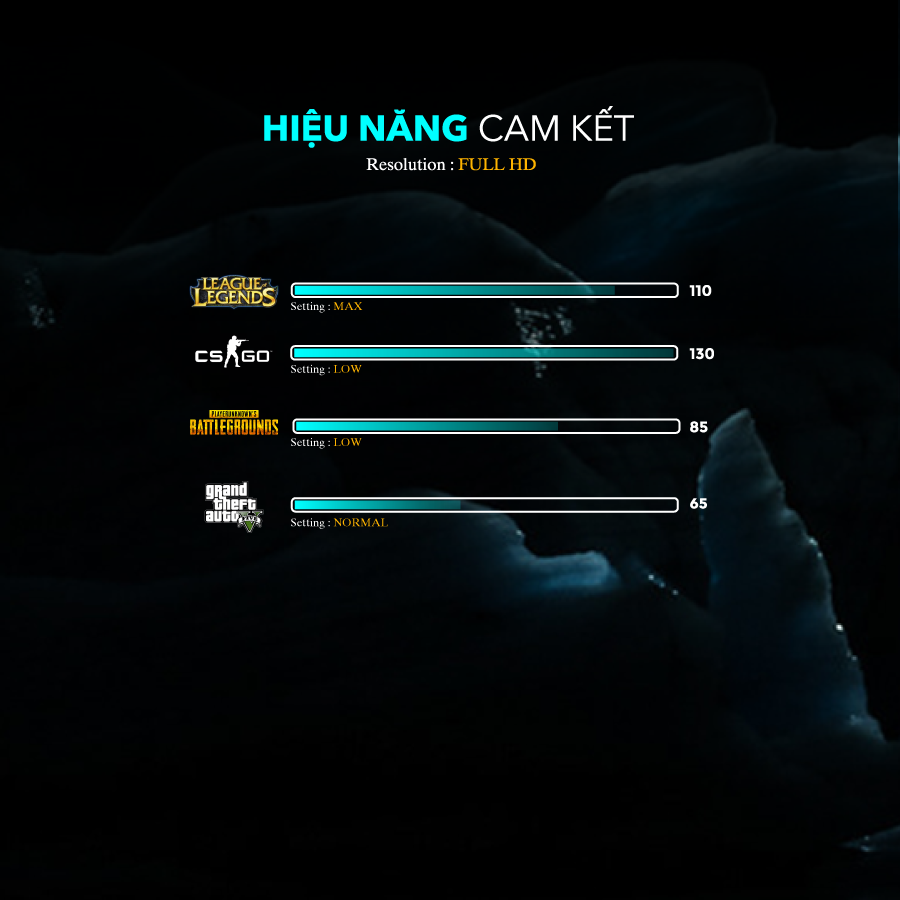 HIỆU NĂNG CAM KẾT
Resolution : FULL HD
LEAGUE OF LEGENDS 110
Setting : MAX
CS GO 130
Setting : LOW
PLAYERUNKNOWN'S
BATTLEGROUNDS 85
Setting : LOW
grand
theft
auto V 65
Setting : NORMAL